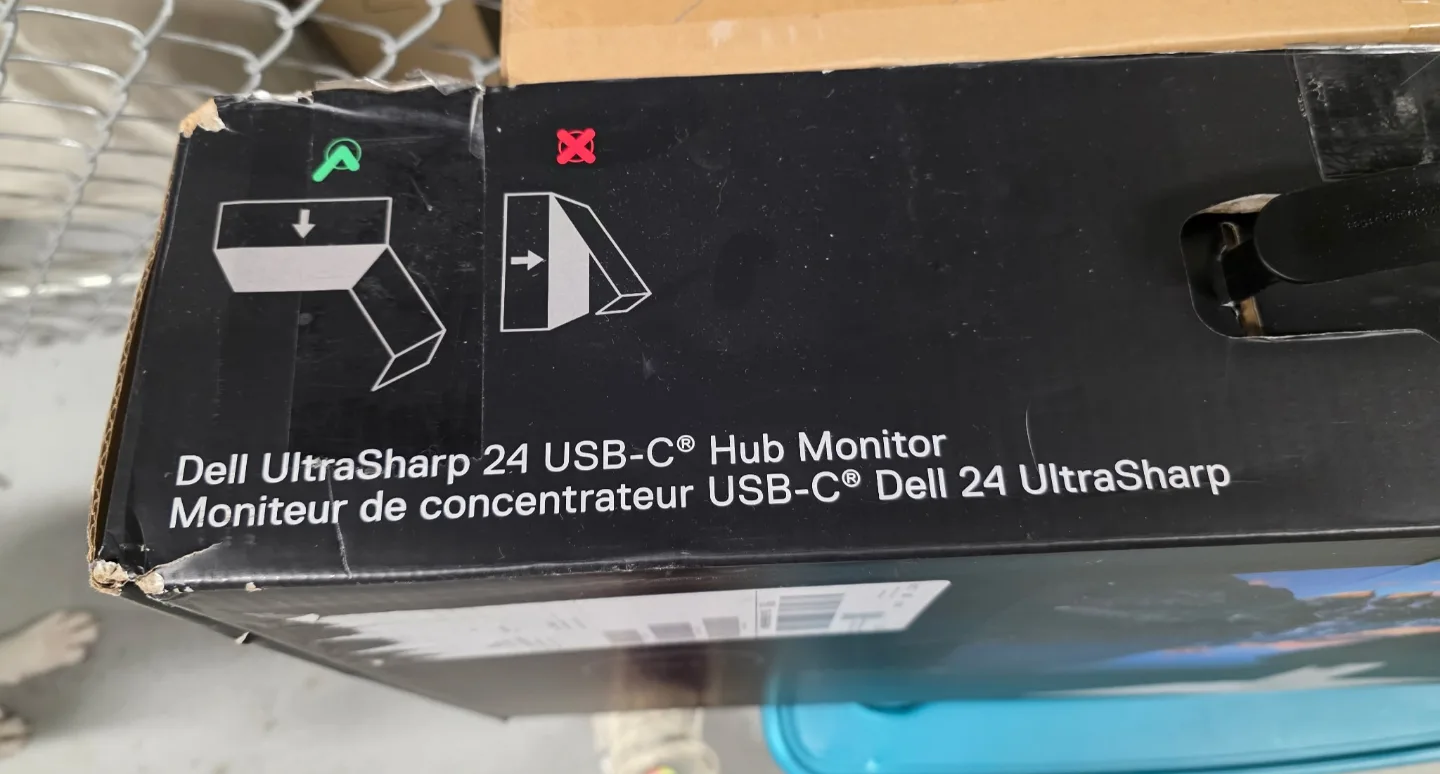 Dell UltraSharp 24 USB-C® Hub Monitor
Moniteur de concentrateur USB-C® Dell 24 UltraSharp